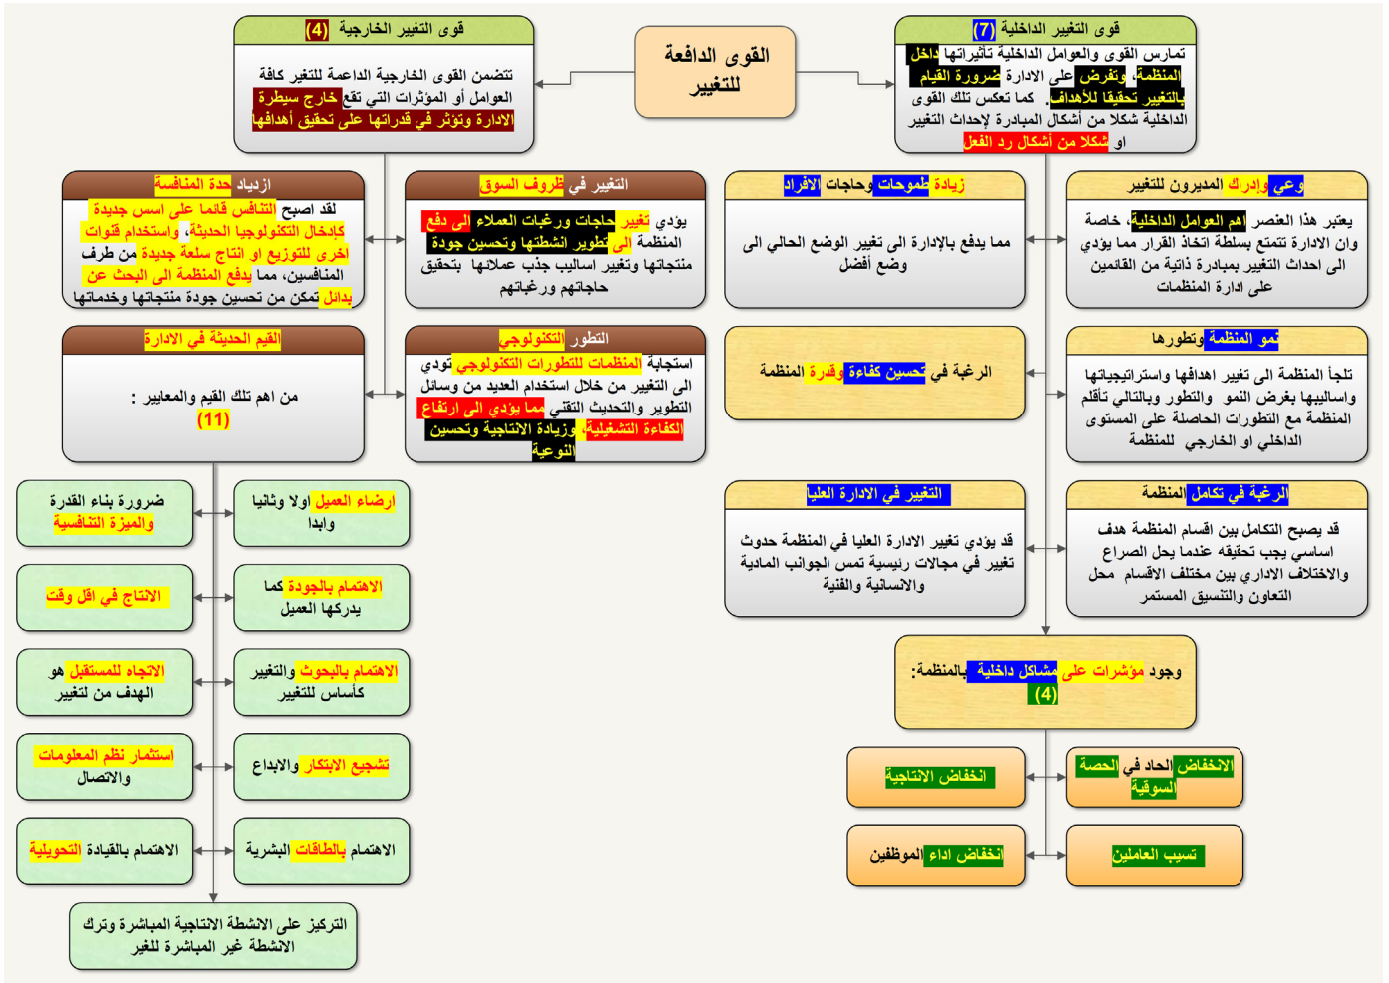 القوى الدافعة
للتغيير
قوى التغيير الداخلية (7)
تمارس القوى والعوامل الداخلية تأثيراتها داخل
المنظمة، وتفرض على الادارة ضرورة القيام
بالتغيير تحقيقا للأهداف. كما تعكس تلك القوى
الداخلية شكلا من أشكال المبادرة لإحداث التغيير
او شكلا من أشكال رد الفعل
وعي وإدراك المديرون للتغيير
يعتبر هذا العنصر اهم العوامل الداخلية، خاصة
وان الادارة تتمتع بسلطة اتخاذ القرار مما يؤدي
الى احداث التغيير بمبادرة ذاتية من القائمين
على ادارة المنظمات
زيادة طموحات وحاجات الافراد
مما يدفع بالإدارة الى تغيير الوضع الحالي الى
وضع أفضل
نمو المنظمة وتطورها
تلجأ المنظمة الى تغيير اهدافها واستراتيجياتها
واساليبها بغرض النمو والتطور وبالتالي تأقلم
المنظمة مع التطورات الحاصلة على المستوى
الداخلي او الخارجي للمنظمة
الرغبة في تحسين كفاءة وقدرة المنظمة
الرغبة في تكامل المنظمة
قد يصبح التكامل بين اقسام المنظمة هدف
اساسي يجب تحقيقه عندما يحل الصراع
والاختلاف الاداري بين مختلف الاقسام محل
التعاون والتنسيق المستمر
التغيير في الادارة العليا
قد يؤدي تغيير الادارة العليا في المنظمة حدوث
تغيير في مجالات رئيسية تمس الجوانب المادية
والانسانية والفنية
وجود مؤشرات على مشاكل داخلية بالمنظمة:
(4)
الانخفاض الحاد في الحصة
السوقية
انخفاض الانتاجية
تسيب العاملين
انخفاض اداء الموظفين
قوى التغيير الخارجية (4)
تتضمن القوى الخارجية الداعمة للتغير كافة
العوامل أو المؤثرات التي تقع خارج سيطرة
الادارة وتؤثر في قدراتها على تحقيق أهدافها
التغيير في ظروف السوق
يؤدي تغيير حاجات ورغبات العملاء الى دفع
المنظمة الى تطوير انشطتها وتحسين جودة
منتجاتها وتغيير اساليب جذب عملائها بتحقيق
حاجاتهم ورغباتهم
ازدياد حدة المنافسة
لقد اصبح التنافس قائما على اسس جديدة
كإدخال التكنولوجيا الحديثة، واستخدام قنوات
اخرى للتوزيع او انتاج سلعة جديدة من طرف
المنافسين، مما يدفع المنظمة الى البحث عن
بدائل تمكن من تحسين جودة منتجاتها وخدماتها
التطور التكنولوجي
استجابة المنظمات للتطورات التكنولوجي تودي
الى التغيير من خلال استخدام العديد من وسائل
التطوير والتحديث التقني مما يؤدي الى ارتفاع
الكفاءة التشغيلية، وزيادة الانتاجية وتحسين
النوعية
القيم الحديثة في الادارة
من اهم تلك القيم والمعايير :
(11)
ارضاء العميل اولا وثانيا
وابدا
ضرورة بناء القدرة
والميزة التنافسية
الاهتمام بالجودة كما
يدركها العميل
الانتاج في اقل وقت
الاهتمام بالبحوث والتغيير
كأساس للتغيير
الاتجاه للمستقبل هو
الهدف من لتغيير
تشجيع الابتكار والابداع
استثمار نظم المعلومات
والاتصال
الاهتمام بالطاقات البشرية
الاهتمام بالقيادة التحويلية
التركيز على الانشطة الانتاجية المباشرة وترك
الانشطة غير المباشرة للغير